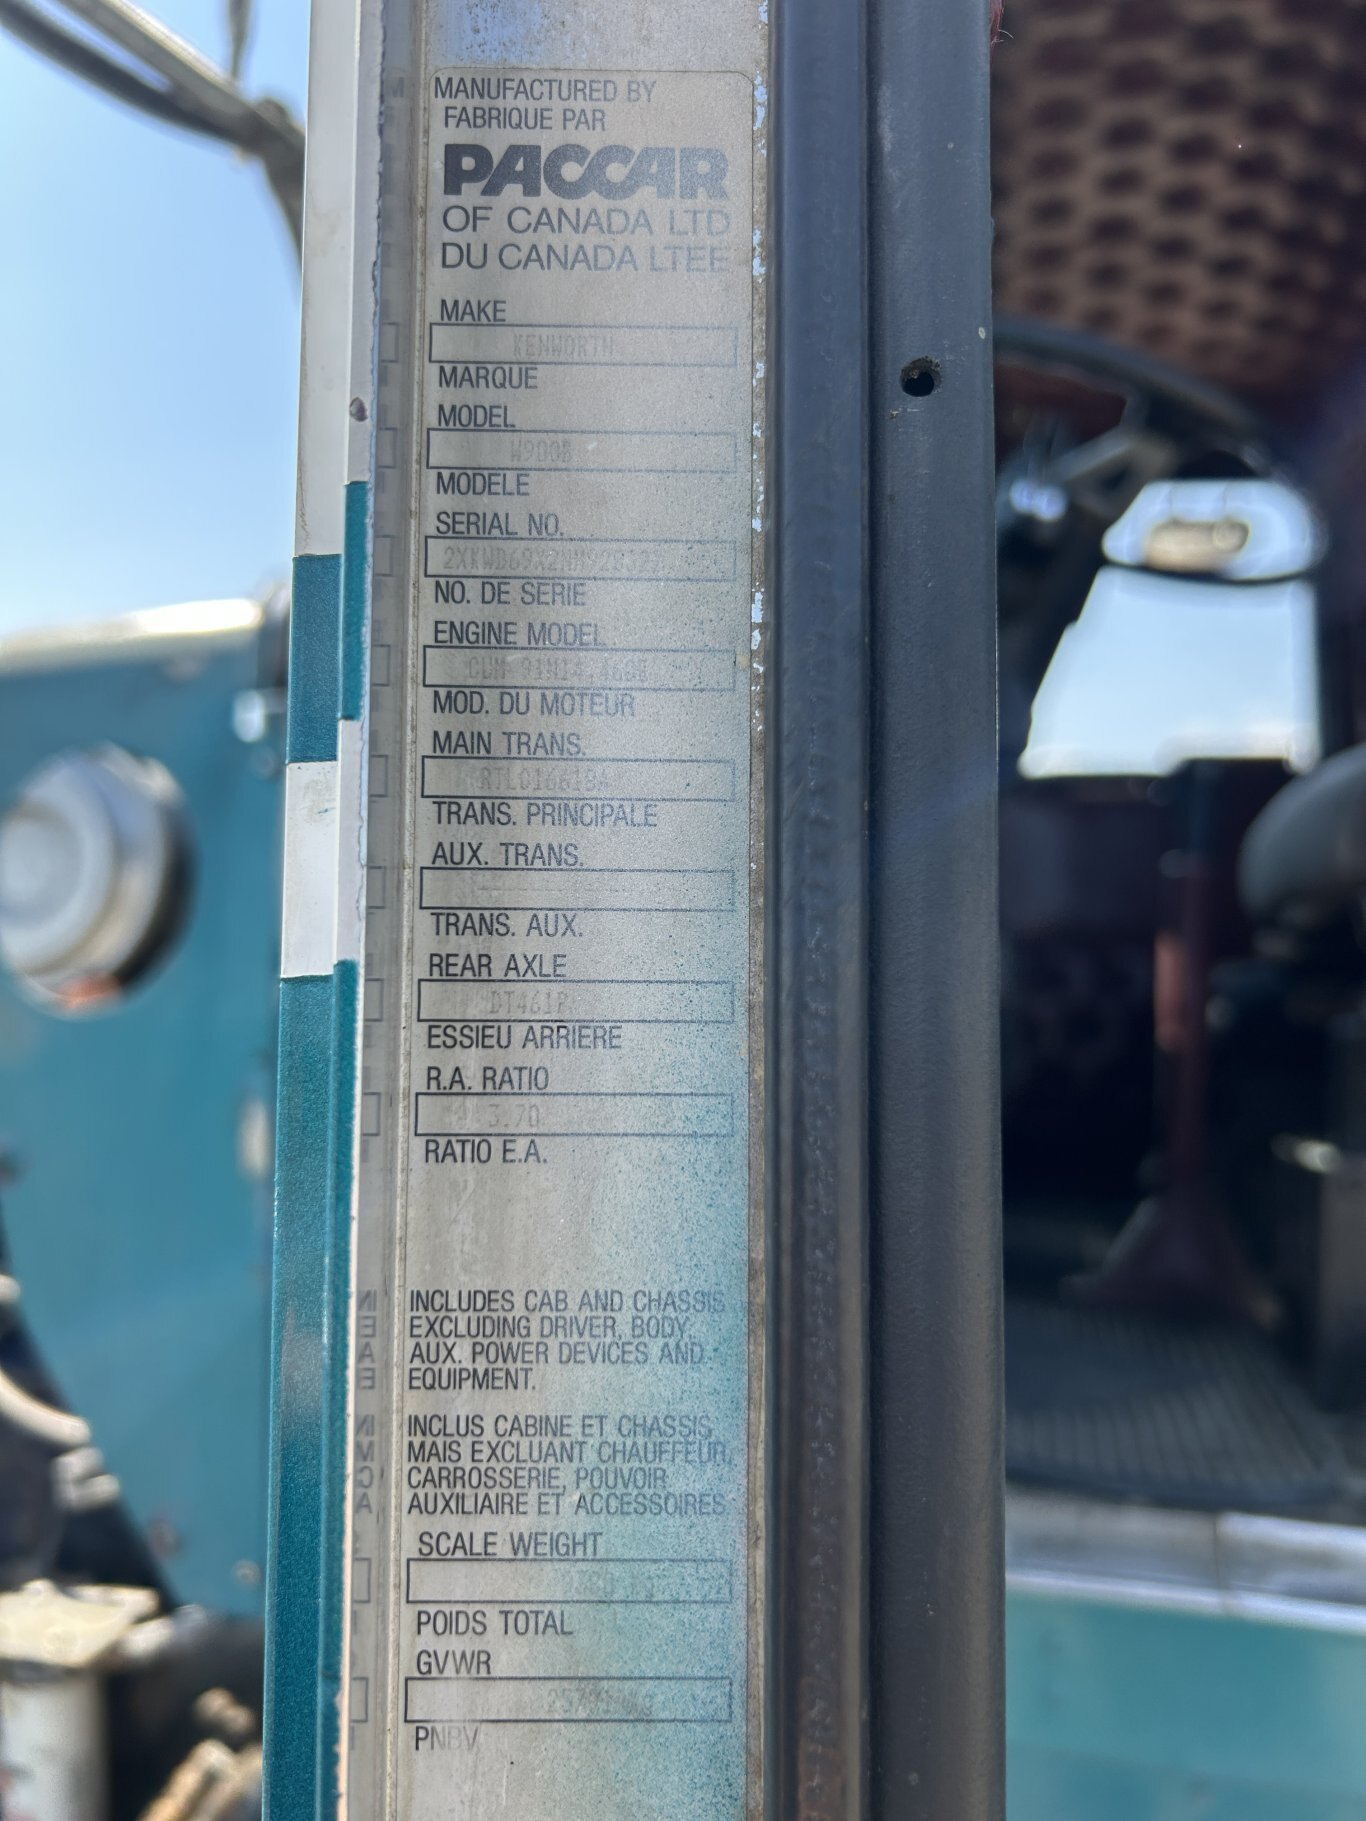 MANUFACTURED BY
FABRIQUE PAR
PACCAR
OF CANADA LTD
DU CANADA LTEE
MAKE
KENWORTH
MARQUE
MODEL
W900B
MODELE
SERIAL NO.
NO. DE SERIE
ENGINE MODEL
CUM 91N14
MOD. DU MOTEUR
MAIN TRANS.
TRANS. PRINCIPALE
AUX. TRANS.
TRANS. AUX.
REAR AXLE
DT461P
ESSIEU ARRIERE
R.A. RATIO
3.70
RATIO E.A.
INCLUDES CAB AND CHASSIS
EXCLUDING DRIVER, BODY,
AUX. POWER DEVICES AND
EQUIPMENT.
INCLUS CABINE ET CHASSIS,
MAIS EXCLUANT CHAUFFEUR,
CARROSSERIE, POUVOIR
AUXILIAIRE ET ACCESSOIRES.
SCALE WEIGHT
POIDS TOTAL
GVWR
PNBV